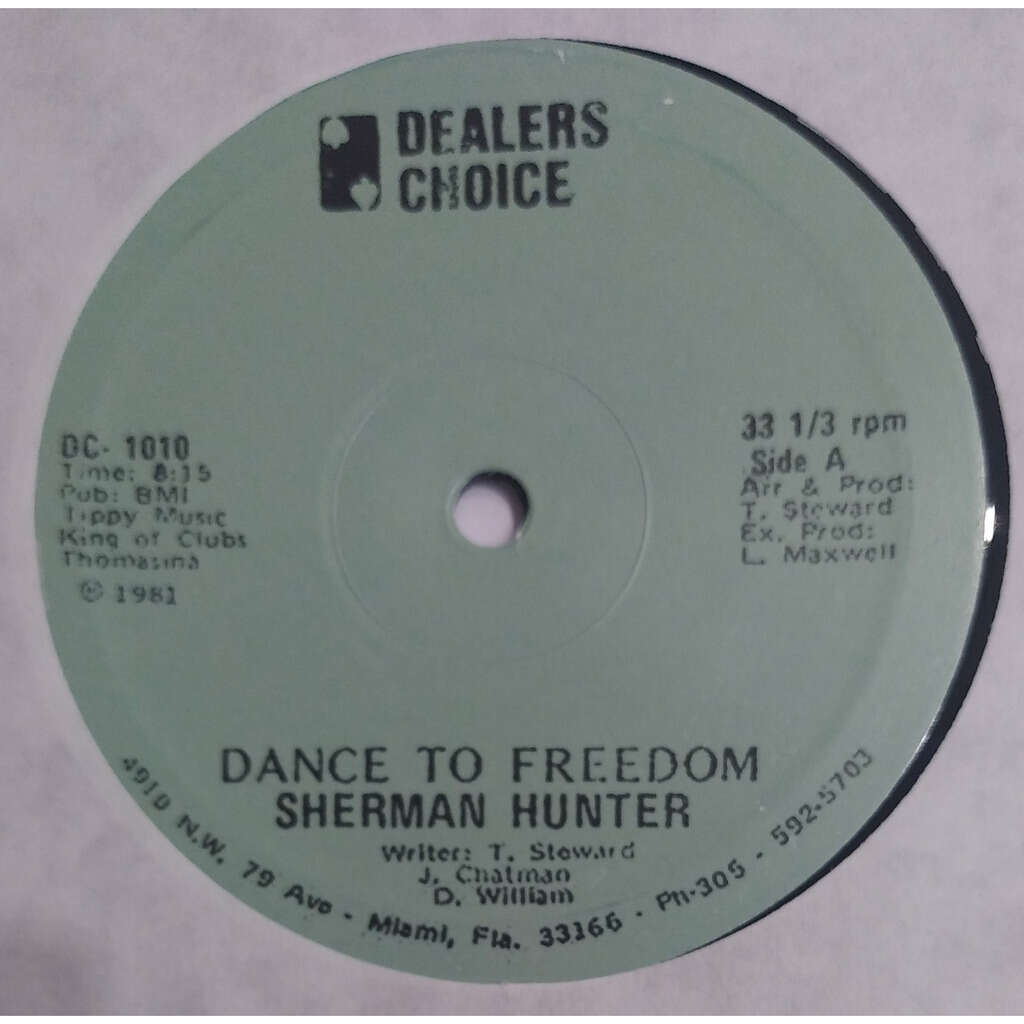 DEALERS
CHOICE
DC- 1010
Time: 8:15
Pub: BMI
Tippy Music
King of Clubs
Thomasina
℗ 1981
33 1/3 rpm
Side A
Arr & Prod:
T. Steward
Ex. Prod:
L. Maxwell
DANCE TO FREEDOM
SHERMAN HUNTER
Writer: T. Steward
J. Chatman
D. William
4910 N.W. 79 Ave - Miami, Fla. 33166 - Ph-305 - 592-5703